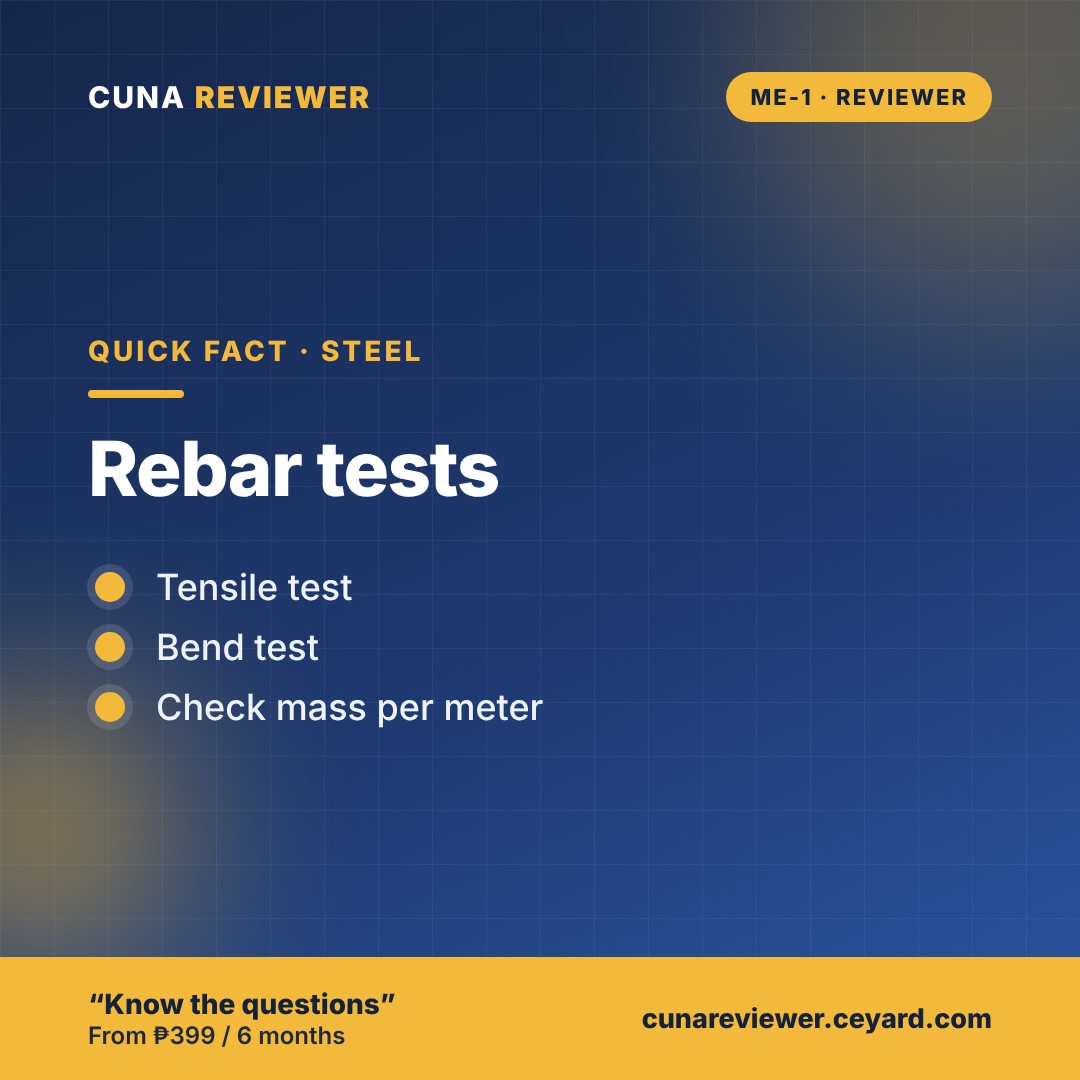 CUNA REVIEWER
ME-1 · REVIEWER
QUICK FACT · STEEL
Rebar tests
Tensile test
Bend test
Check mass per meter
“Know the questions”
From ₱399 / 6 months
cunareviewer.ceyard.com